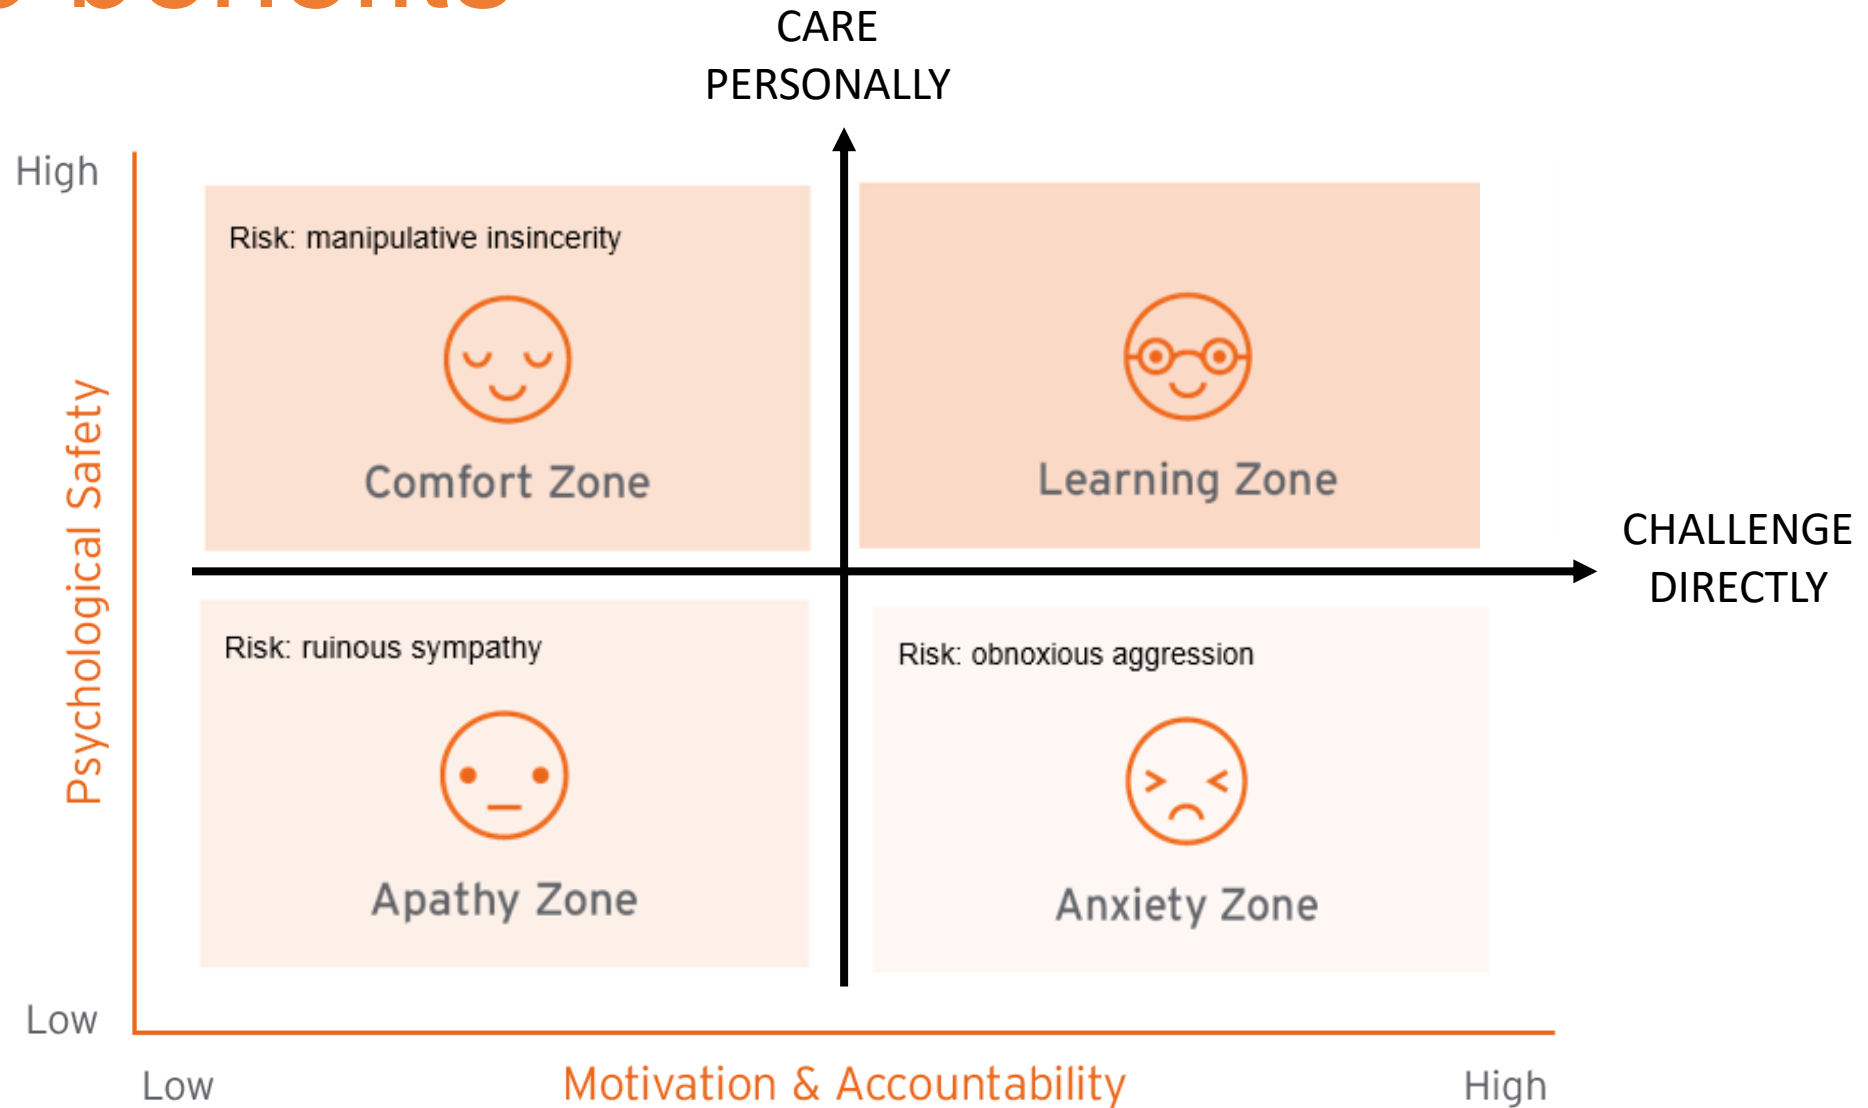 benefits
CARE
PERSONALLY
High
Risk: manipulative insincerity
Comfort Zone
Learning Zone
Psychological Safety
CHALLENGE
DIRECTLY
Risk: ruinous sympathy
Risk: obnoxious aggression
Apathy Zone
Anxiety Zone
Low
Low
Motivation & Accountability
High